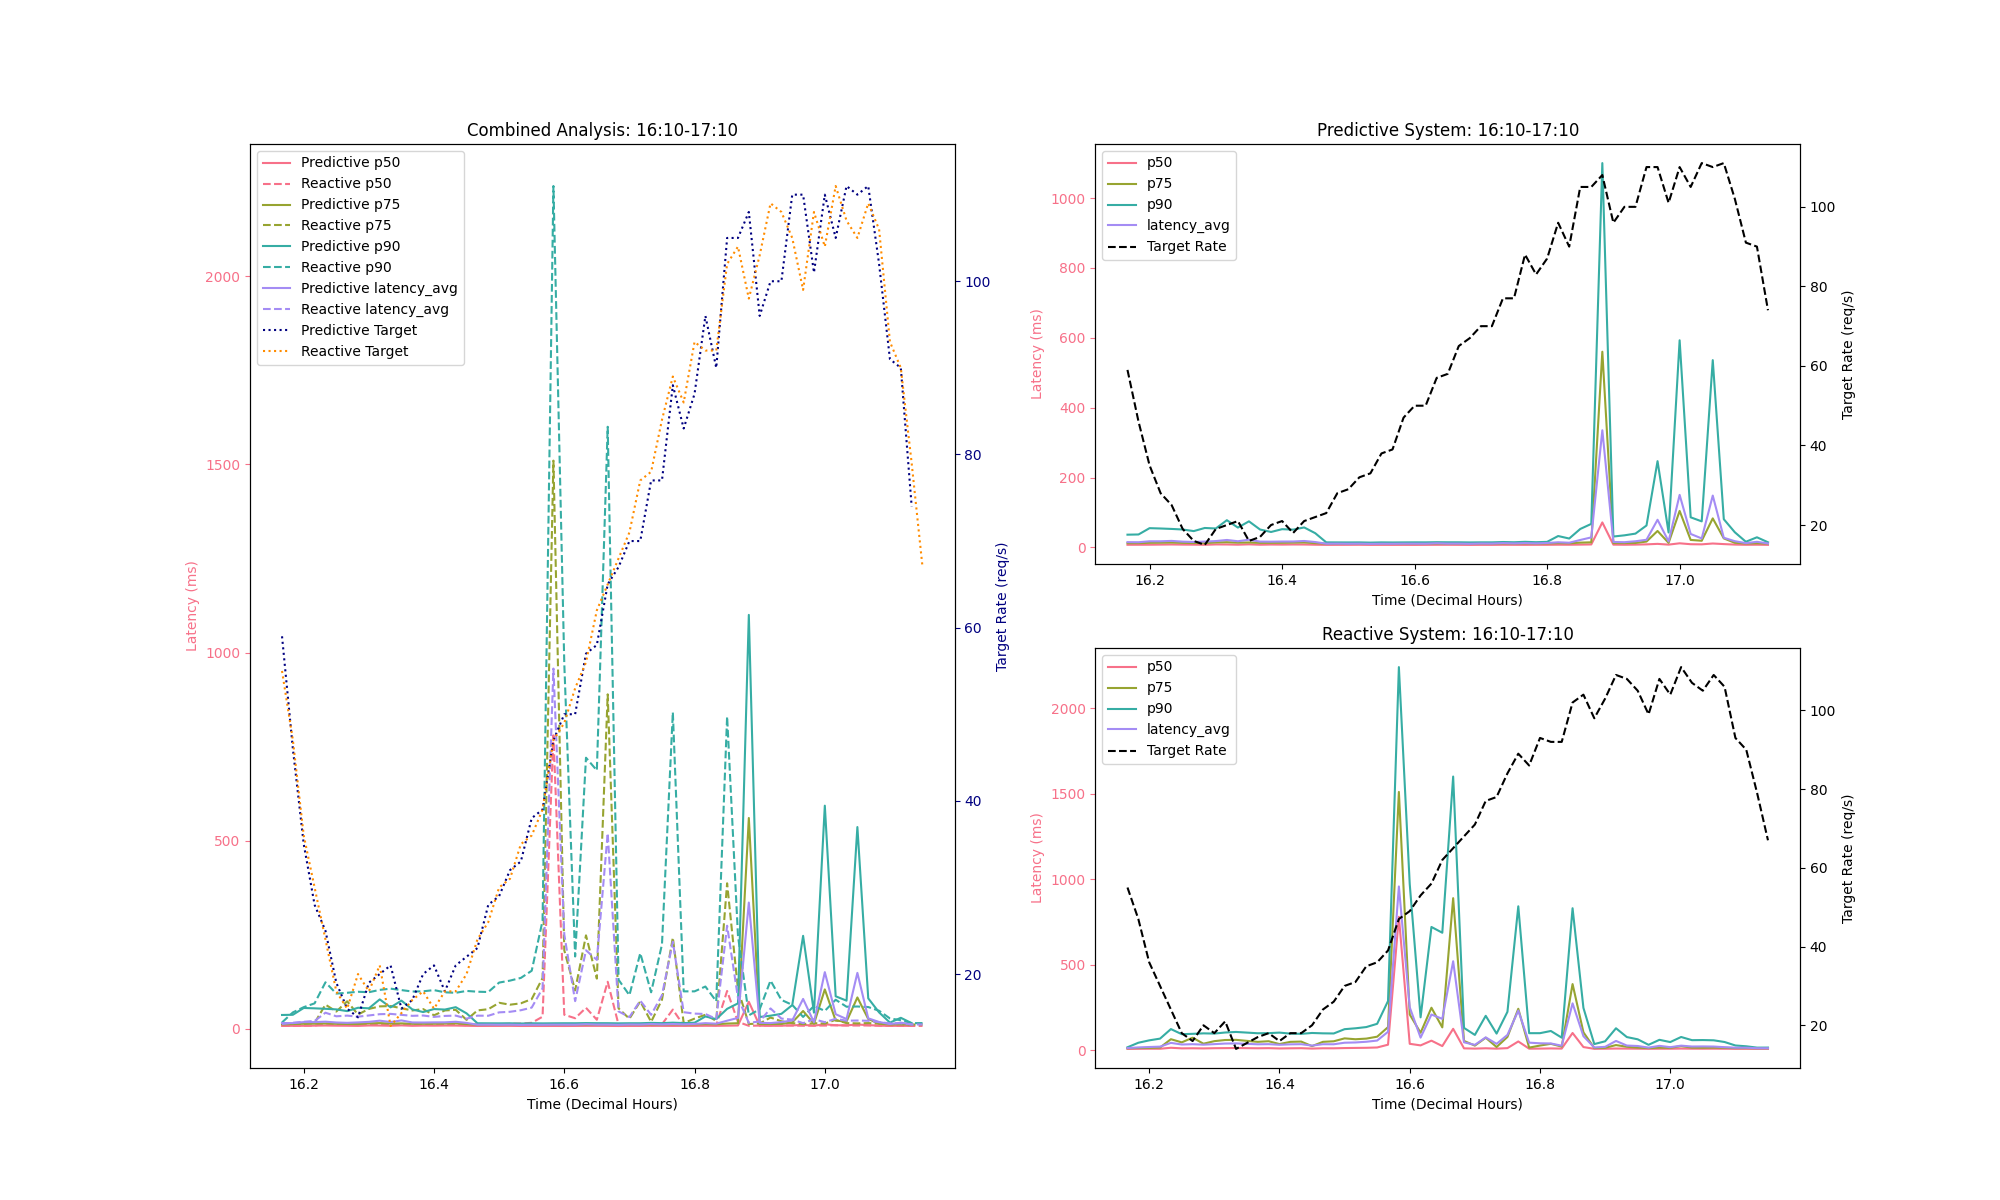 Combined Analysis: 16:10-17:10
Predictive p50
Reactive p50
Predictive p75
Reactive p75
Predictive p90
Reactive p90
Predictive latency_avg
Reactive latency_avg
Predictive Target
Reactive Target
Latency (ms)
2000
1500
1000
500
0
100
80
60
40
20
Target Rate (req/s)
16.2 16.4 16.6 16.8 17.0
Time (Decimal Hours)
Predictive System: 16:10-17:10
p50
p75
p90
latency_avg
Target Rate
Latency (ms)
1000
800
600
400
200
0
100
80
60
40
20
Target Rate (req/s)
16.2 16.4 16.6 16.8 17.0
Time (Decimal Hours)
Reactive System: 16:10-17:10
p50
p75
p90
latency_avg
Target Rate
Latency (ms)
2000
1500
1000
500
0
100
80
60
40
20
Target Rate (req/s)
16.2 16.4 16.6 16.8 17.0
Time (Decimal Hours)